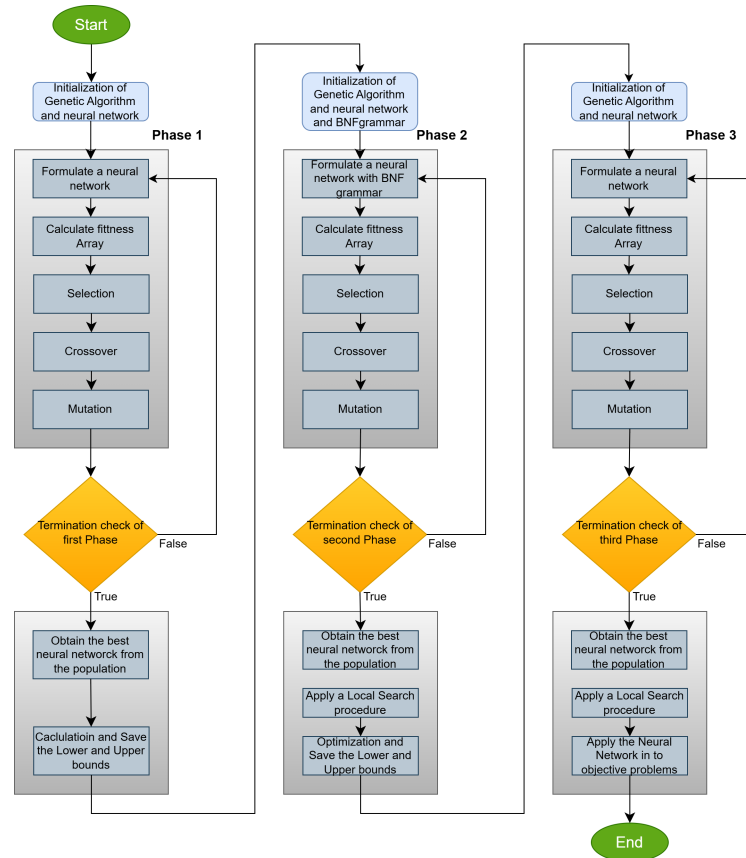 Start
Initialization of
Genetic Algorithm
and neural network
Phase 1
Formulate a neural
network
Calculate fittness
Array
Selection
Crossover
Mutation
Termination check of
first Phase
False
True
Obtain the best
neural networck from
the population
Caclulatioin and Save
the Lower and Upper
bounds
Initialization of
Genetic Algorithm
and neural network
and BNFgrammar
Phase 2
Formulate a neural
network with BNF
grammar
Calculate fittness
Array
Selection
Crossover
Mutation
Termination check of
second Phase
False
True
Obtain the best
neural networck from
the population
Apply a Local Search
procedure
Optimization and
Save the Lower and
Upper bounds
Initialization of
Genetic Algorithm
and neural network
Phase 3
Formulate a neural
network
Calculate fittness
Array
Selection
Crossover
Mutation
Termination check of
third Phase
False
True
Obtain the best
neural networck from
the population
Apply a Local Search
procedure
Apply the Neural
Network in to
objective problems
End